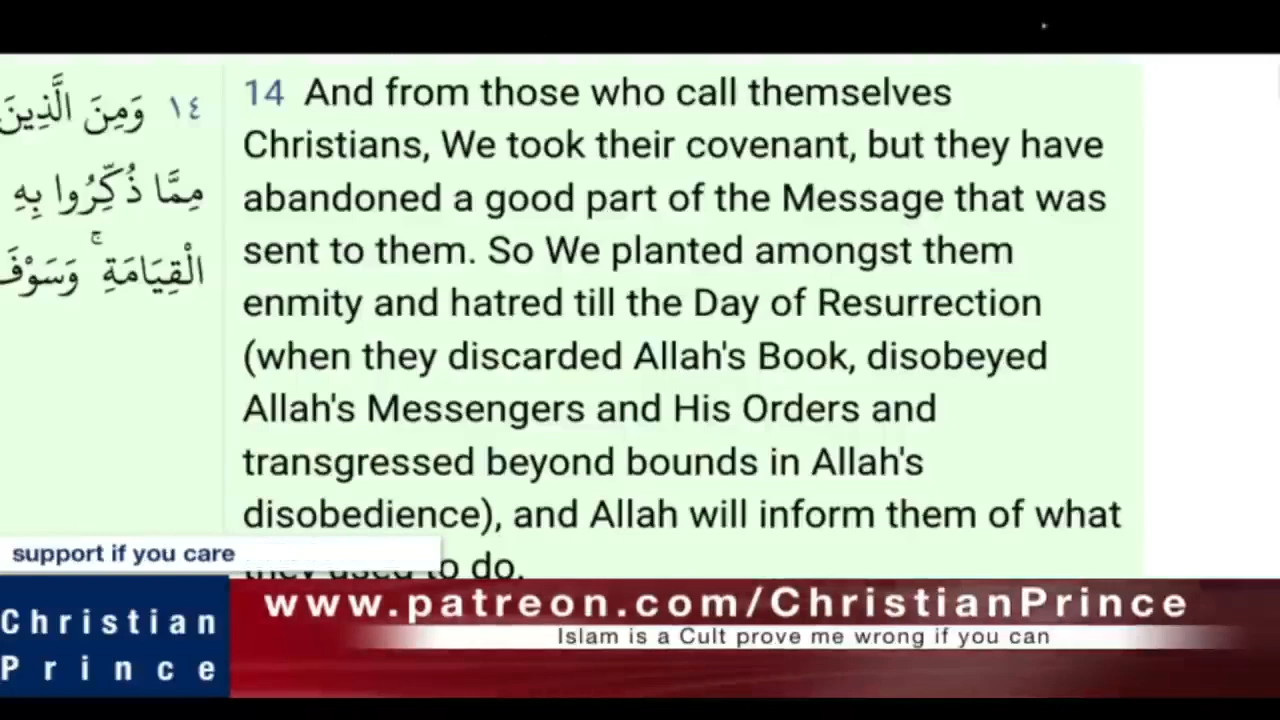 ١٤ وَمِنَ الَّذِينَ
مِمَّا ذُكِّرُوا بِهِ
الْقِيَامَةِ ۚ وَسَوْفَ
14 And from those who call themselves
Christians, We took their covenant, but they have
abandoned a good part of the Message that was
sent to them. So We planted amongst them
enmity and hatred till the Day of Resurrection
(when they discarded Allah's Book, disobeyed
Allah's Messengers and His Orders and
transgressed beyond bounds in Allah's
disobedience), and Allah will inform them of what
they used to do.
support if you care
Christian
Prince
www.patreon.com/ChristianPrince
Islam is a Cult prove me wrong if you can